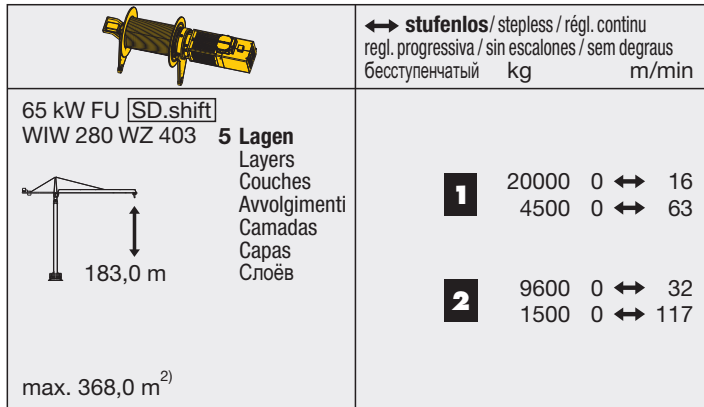 ↔ stufenlos / stepless / régl. continu
regl. progressiva / sin escalones / sem degraus
бесступенчатый kg m/min
65 kW FU SD.shift
WIW 280 WZ 403 5 Lagen
Layers
Couches
Avvolgimenti
Camadas
Capas
Слоёв
183,0 m
max. 368,0 m2)
1 20000 0 ↔ 16
4500 0 ↔ 63
2 9600 0 ↔ 32
1500 0 ↔ 117